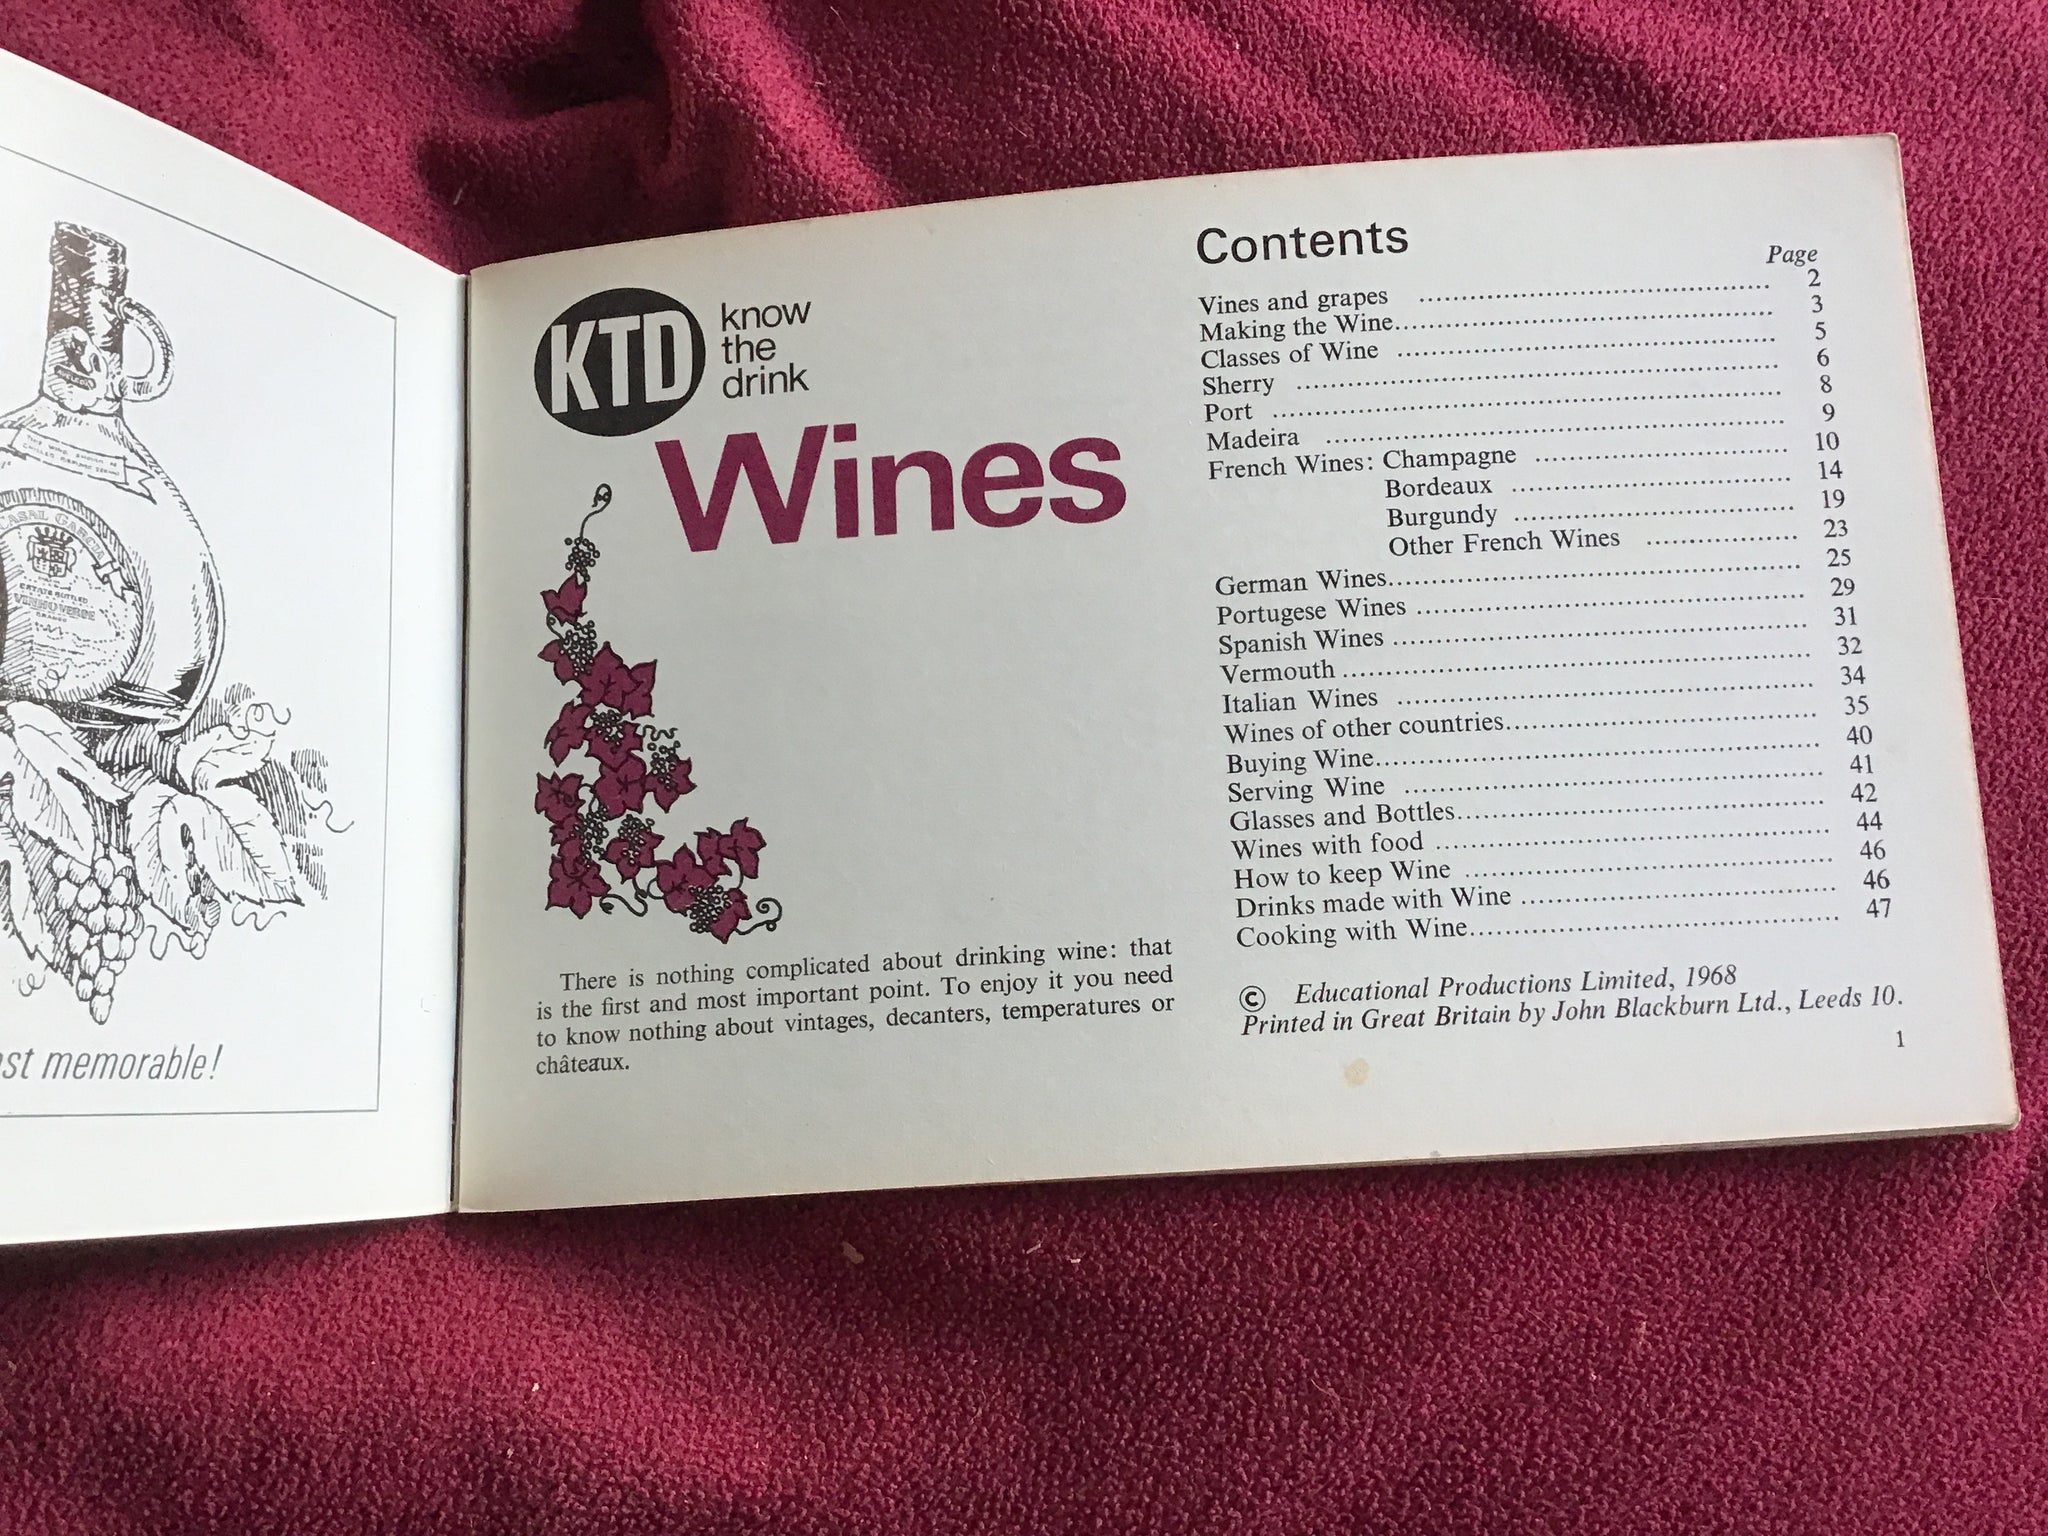 CASAL GARCIA
ESTATE BOTTLED
VINHO VERDE
st memorable!
KTD
know
the
drink
Wines
There is nothing complicated about drinking wine: that
is the first and most important point. To enjoy it you need
to know nothing about vintages, decanters, temperatures or
châteaux.
Contents
Page
Vines and grapes ........ 2
Making the Wine ........ 3
Classes of Wine ........ 5
Sherry ........ 6
Port ........ 8
Madeira ........ 9
French Wines: Champagne ........ 10
Bordeaux ........ 14
Burgundy ........ 19
Other French Wines ........ 23
German Wines ........ 25
Portugese Wines ........ 29
Spanish Wines ........ 31
Vermouth ........ 32
Italian Wines ........ 34
Wines of other countries ........ 35
Buying Wine ........ 40
Serving Wine ........ 41
Glasses and Bottles ........ 42
Wines with food ........ 44
How to keep Wine ........ 46
Drinks made with Wine ........ 46
Cooking with Wine ........ 47
© Educational Productions Limited, 1968
Printed in Great Britain by John Blackburn Ltd., Leeds 10.
1